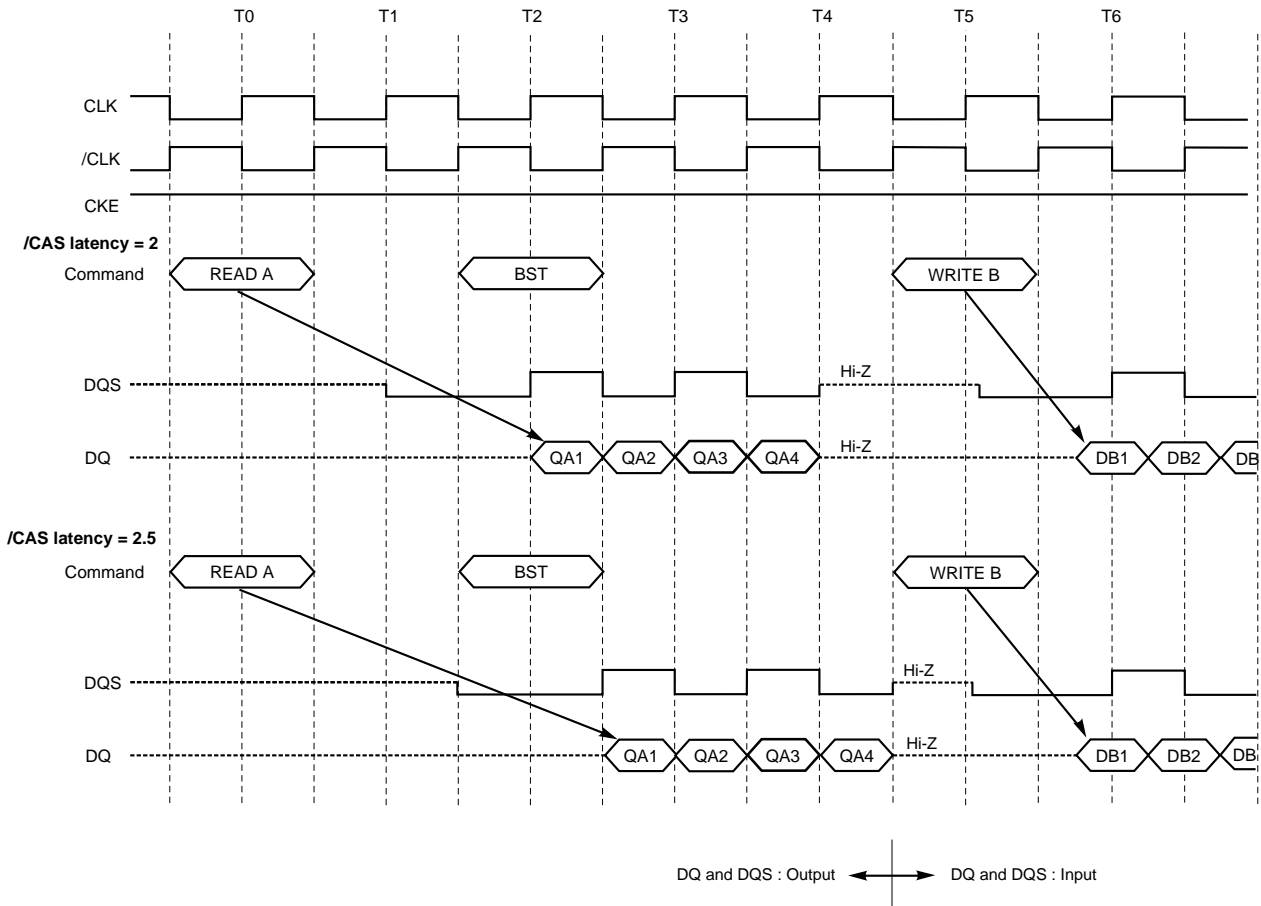 T0 T1 T2 T3 T4 T5 T6
CLK
/CLK
CKE
/CAS latency = 2
Command READ A BST WRITE B
DQS Hi-Z
DQ QA1 QA2 QA3 QA4 Hi-Z DB1 DB2 DB
/CAS latency = 2.5
Command READ A BST WRITE B
DQS Hi-Z
DQ QA1 QA2 QA3 QA4 Hi-Z DB1 DB2 DB
DQ and DQS : Output DQ and DQS : Input